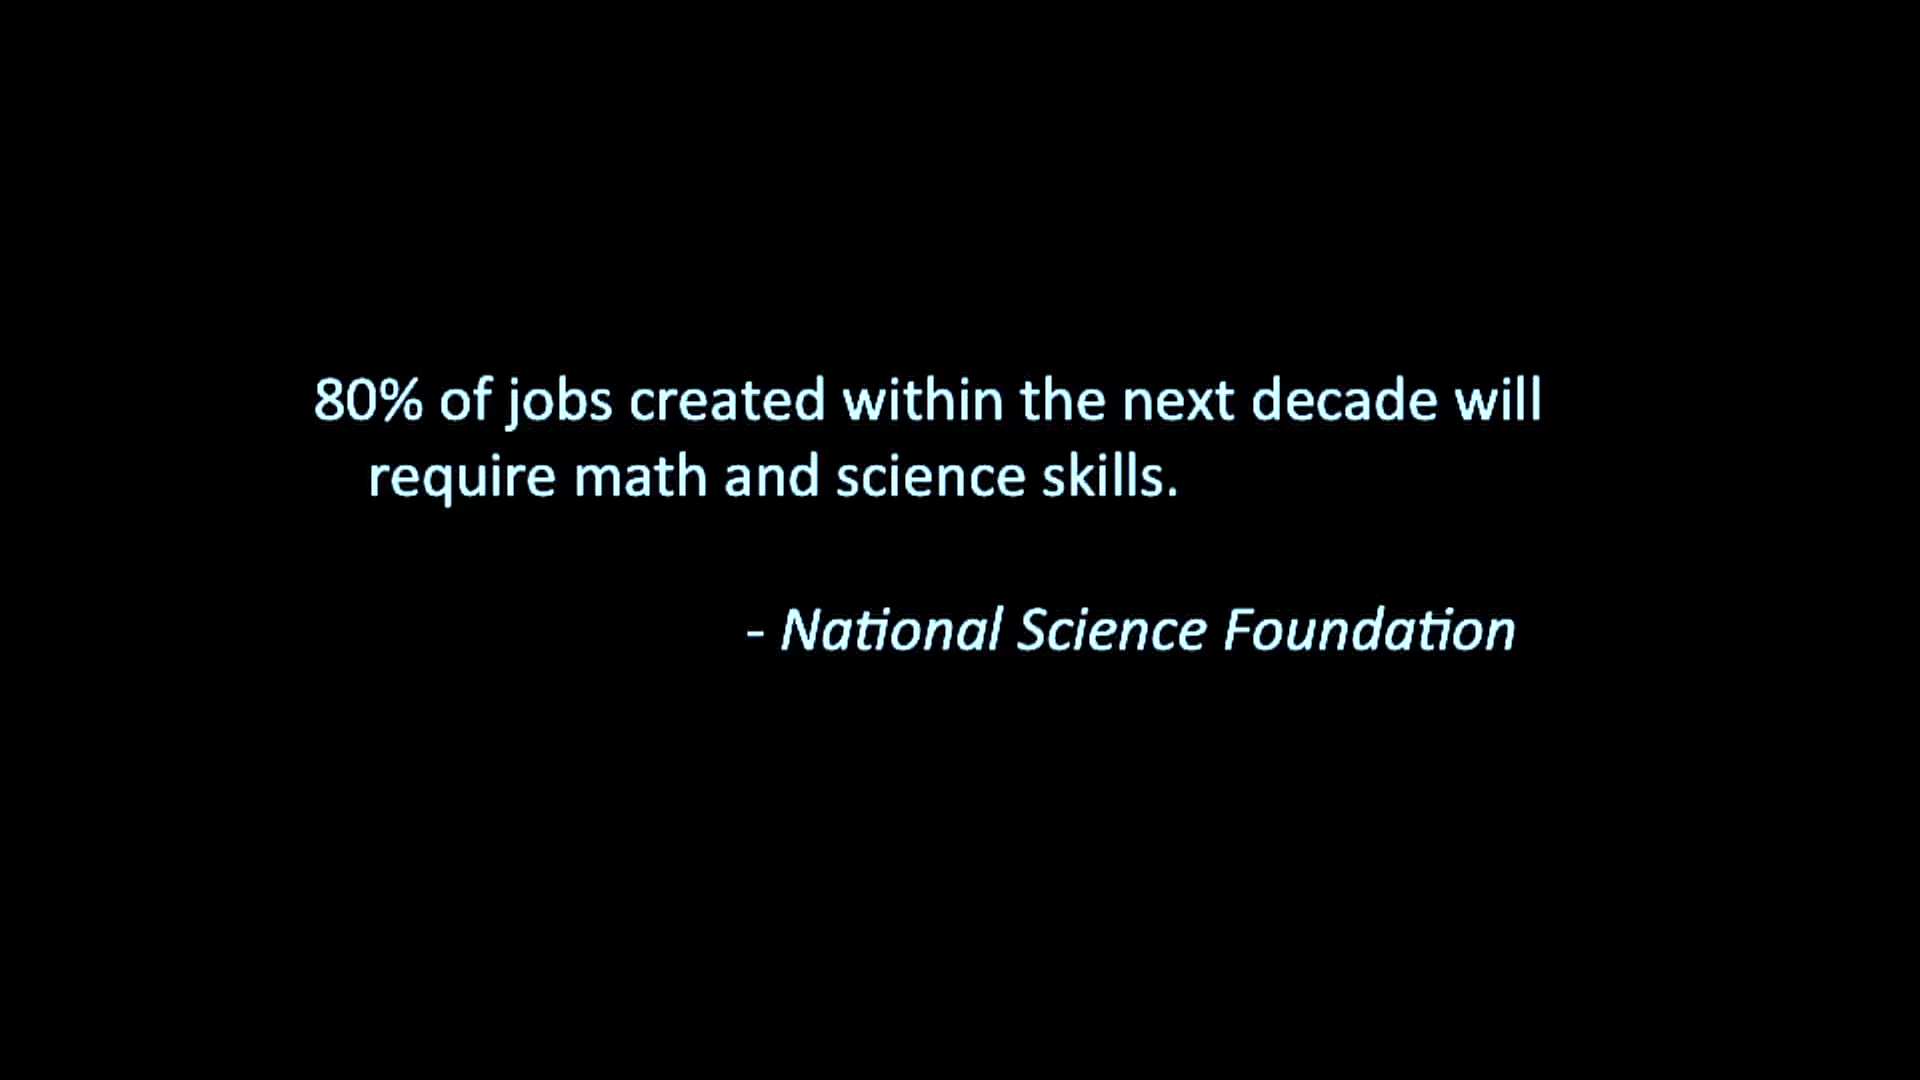 80% of jobs created within the next decade will
require math and science skills.
- National Science Foundation